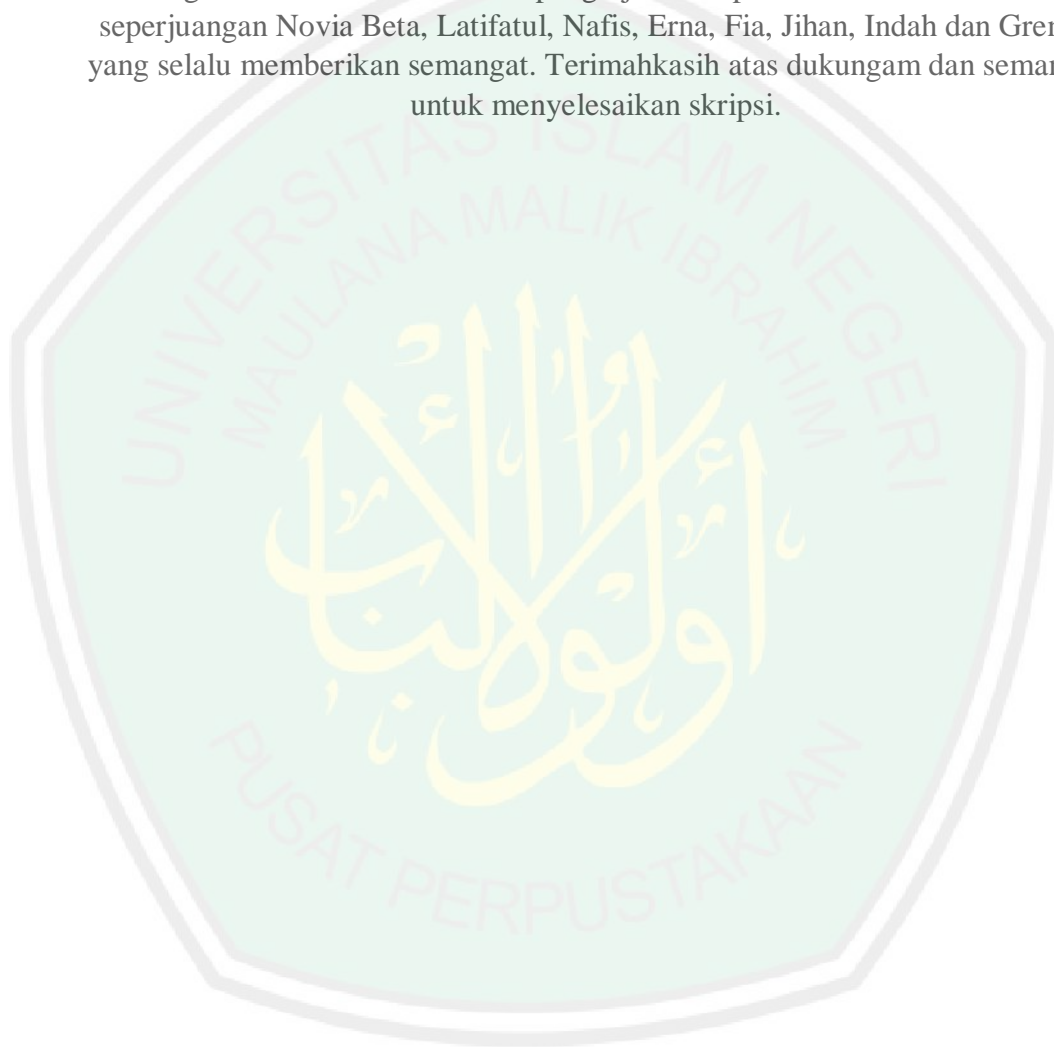 seperjuangan Novia Beta, Latifatul, Nafis, Erna, Fia, Jihan, Indah dan
yang selalu memberikan semangat. Terimahkasih atas dukungam dan
untuk menyelesaikan skripsi.
UNIVERSITAS ISLAM NEGERI
MAULANA MALIK IBRAHIM
أولوا الألباب
PUSAT PERPUSTAKAAN